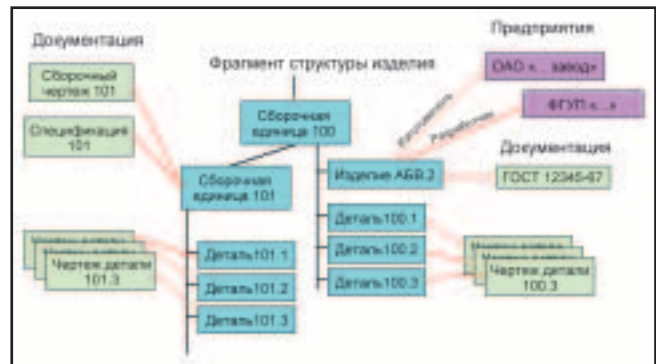 Документация
Сборочный
чертеж 101
Спецификация
101
Фрагмент структуры изделия
Предприятия
ОАО «... завод»
ФГУП «...»
Изготовитель
Разработчик
Сборочная
единица 100
Сборочная
единица 101
Изделие АБВ.2
Документация
ГОСТ 12345-67
Деталь100.1
Деталь100.2
Деталь100.3
Деталь101.1
Деталь101.2
Деталь101.3
Чертеж детали
101.3
Чертеж детали
100.3